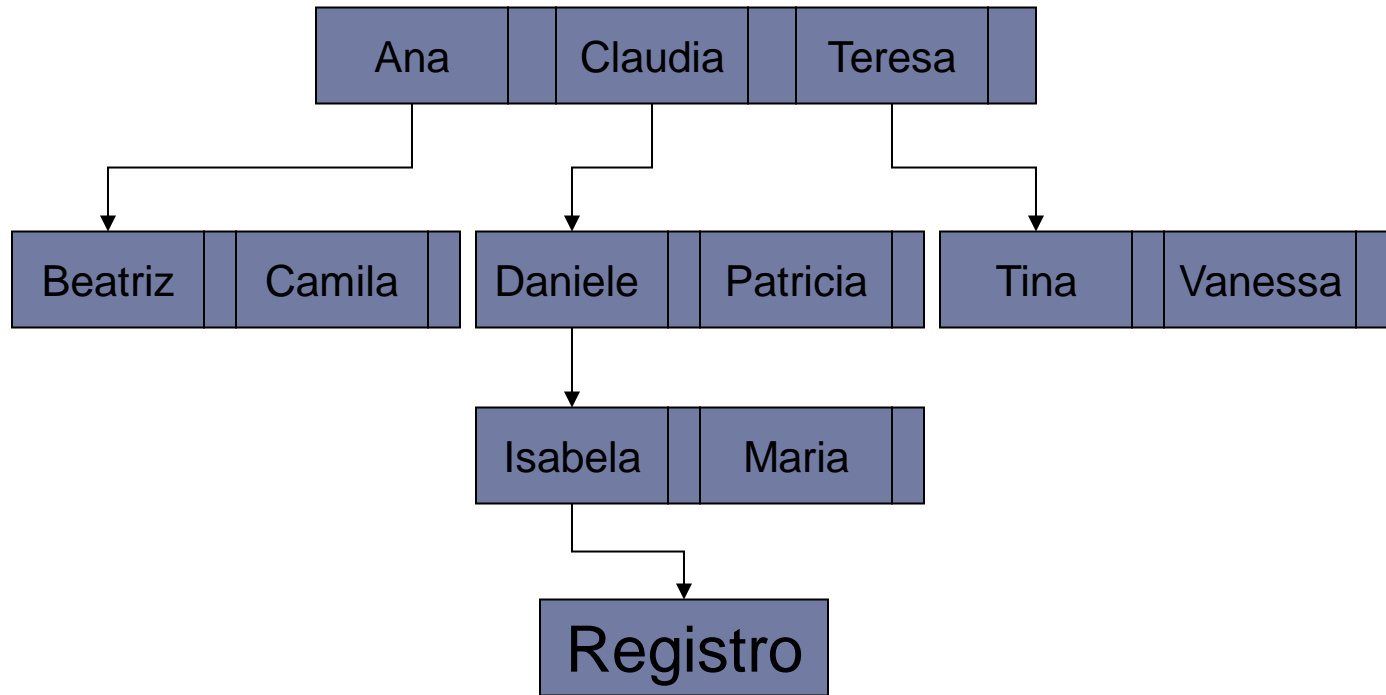 Ana Claudia Teresa
Beatriz Camila Daniele Patricia Tina Vanessa
Isabela Maria
Registro